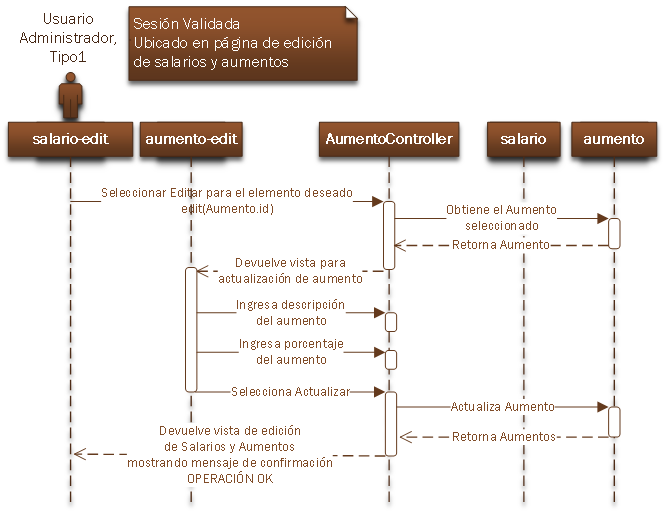 Usuario
Administrador,
Tipo1
Sesión Validada
Ubicado en página de edición
de salarios y aumentos
salario-edit
aumento-edit
AumentoController
salario
aumento
Seleccionar Editar para el elemento deseado
edit(Aumento.id)
Obtiene el Aumento
seleccionado
Retorna Aumento
Devuelve vista para
actualización de aumento
Ingresa descripción
del aumento
Ingresa porcentaje
del aumento
Selecciona Actualizar
Actualiza Aumento
Devuelve vista de edición
de Salarios y Aumentos
mostrando mensaje de confirmación
OPERACIÓN OK
Retorna Aumentos